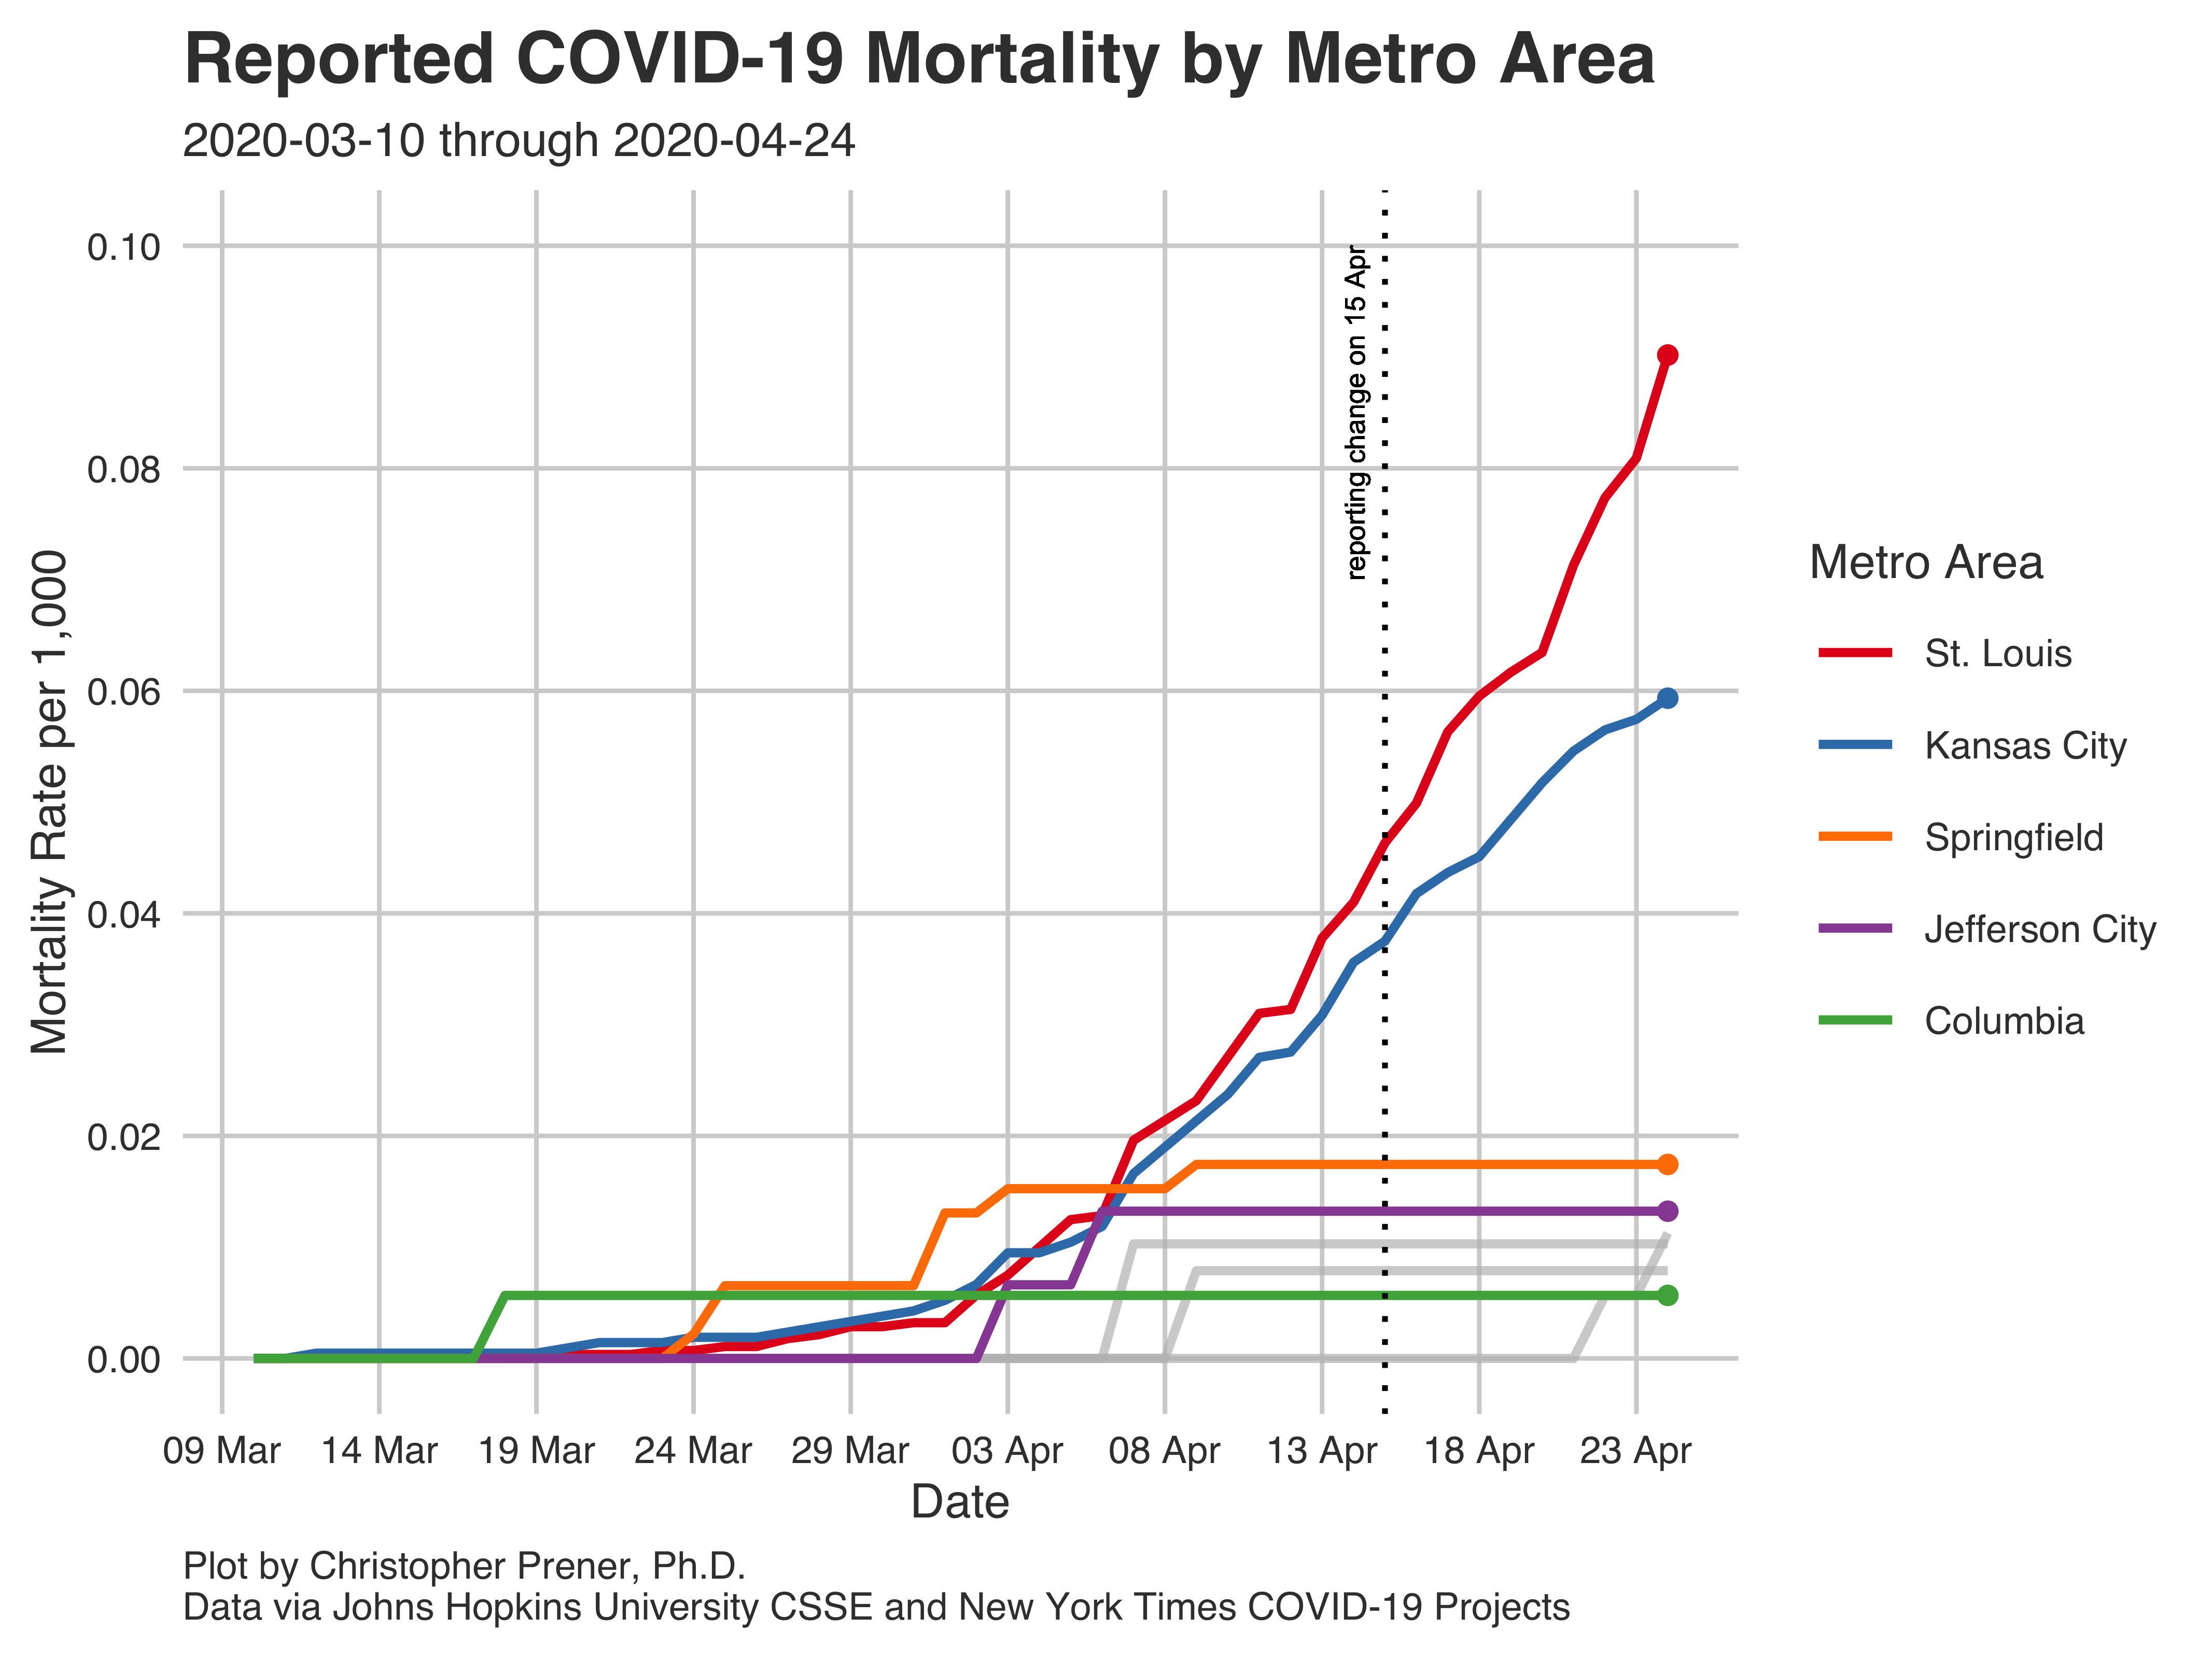 Reported COVID-19 Mortality by Metro Area
2020-03-10 through 2020-04-24
Mortality Rate per 1,000
0.10
0.08
0.06
0.04
0.02
0.00
reporting change on 15 Apr
Metro Area
St. Louis
Kansas City
Springfield
Jefferson City
Columbia
09 Mar 14 Mar 19 Mar 24 Mar 29 Mar 03 Apr 08 Apr 13 Apr 18 Apr 23 Apr
Date
Plot by Christopher Prener, Ph.D.
Data via Johns Hopkins University CSSE and New York Times COVID-19 Projects